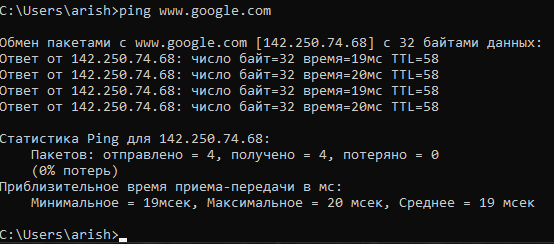 C:\Users\arish>ping www.google.com
Обмен пакетами с www.google.com [142.250.74.68] с 32 байтами данных:
Ответ от 142.250.74.68: число байт=32 время=19мс TTL=58
Ответ от 142.250.74.68: число байт=32 время=20мс TTL=58
Ответ от 142.250.74.68: число байт=32 время=19мс TTL=58
Ответ от 142.250.74.68: число байт=32 время=20мс TTL=58
Статистика Ping для 142.250.74.68:
Пакетов: отправлено = 4, получено = 4, потеряно = 0
(0% потерь)
Приблизительное время приема-передачи в мс:
Минимальное = 19мсек, Максимальное = 20 мсек, Среднее = 19 мсек
C:\Users\arish>